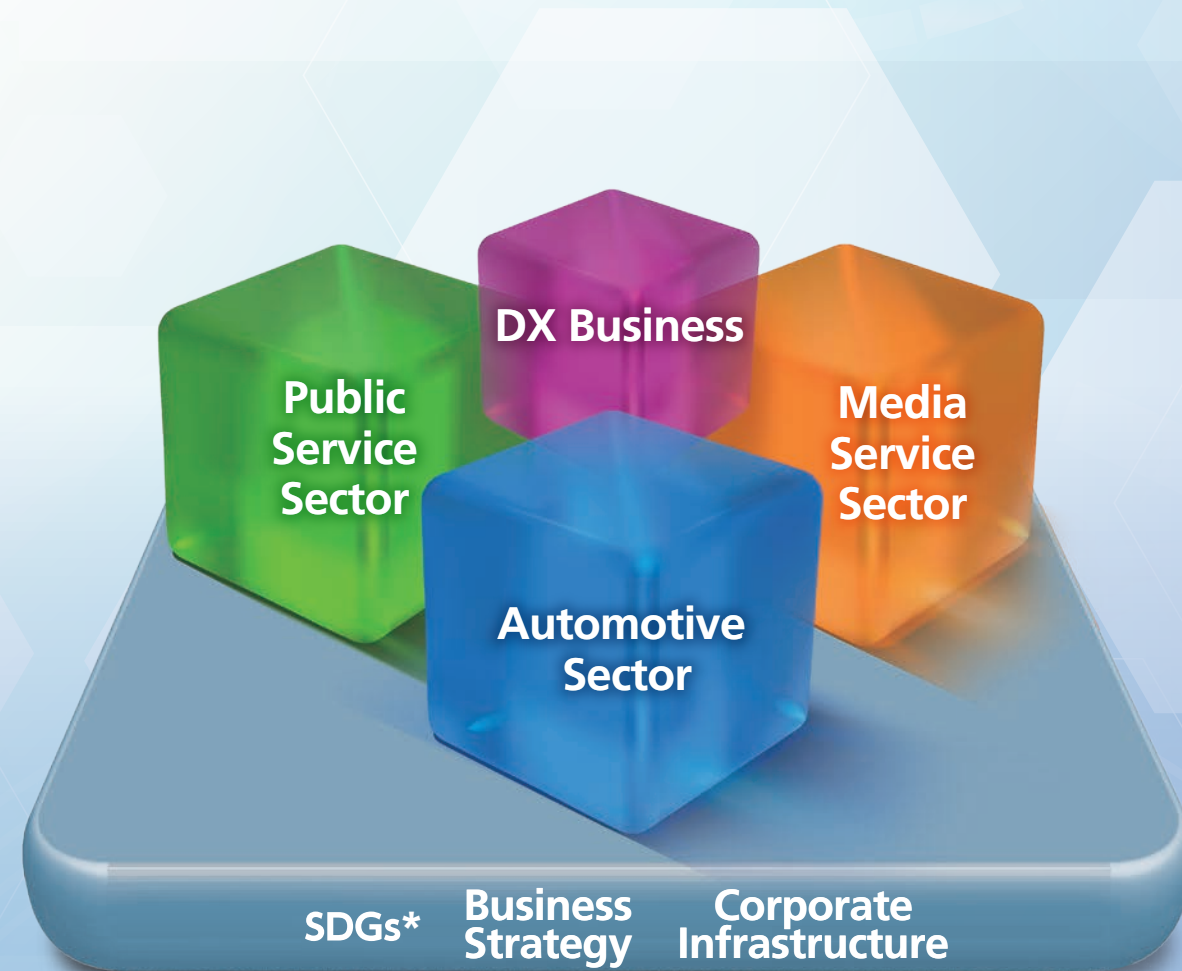 DX Business
Public
Service
Sector
Media
Service
Sector
Automotive
Sector
SDGs*
Business
Strategy
Corporate
Infrastructure